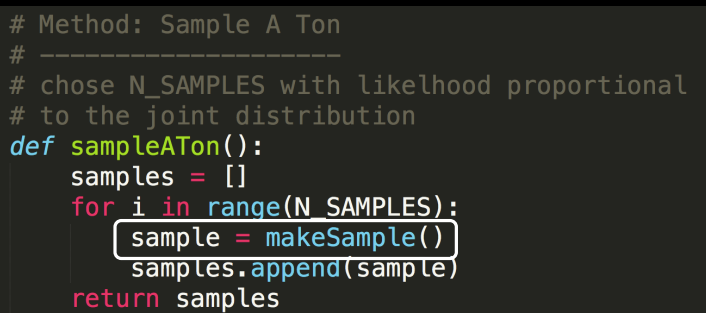 # Method: Sample A Ton
# --------------------
# chose N_SAMPLES with likelhood proportional
# to the joint distribution
def sampleATon():
    samples = []
    for i in range(N_SAMPLES):
        sample = makeSample()
        samples.append(sample)
    return samples